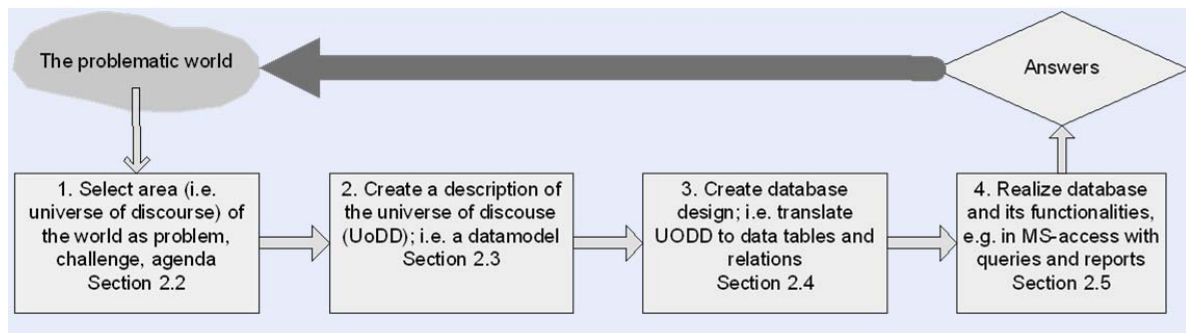 The problematic world
Answers
1. Select area (i.e.
universe of discourse) of
the world as problem,
challenge, agenda
Section 2.2
2. Create a description of
the universe of discouse
(UoDD); i.e. a datamodel
Section 2.3
3. Create database
design; i.e. translate
UODD to data tables and
relations
Section 2.4
4. Realize database
and its functionalities,
e.g. in MS-access with
queries and reports
Section 2.5